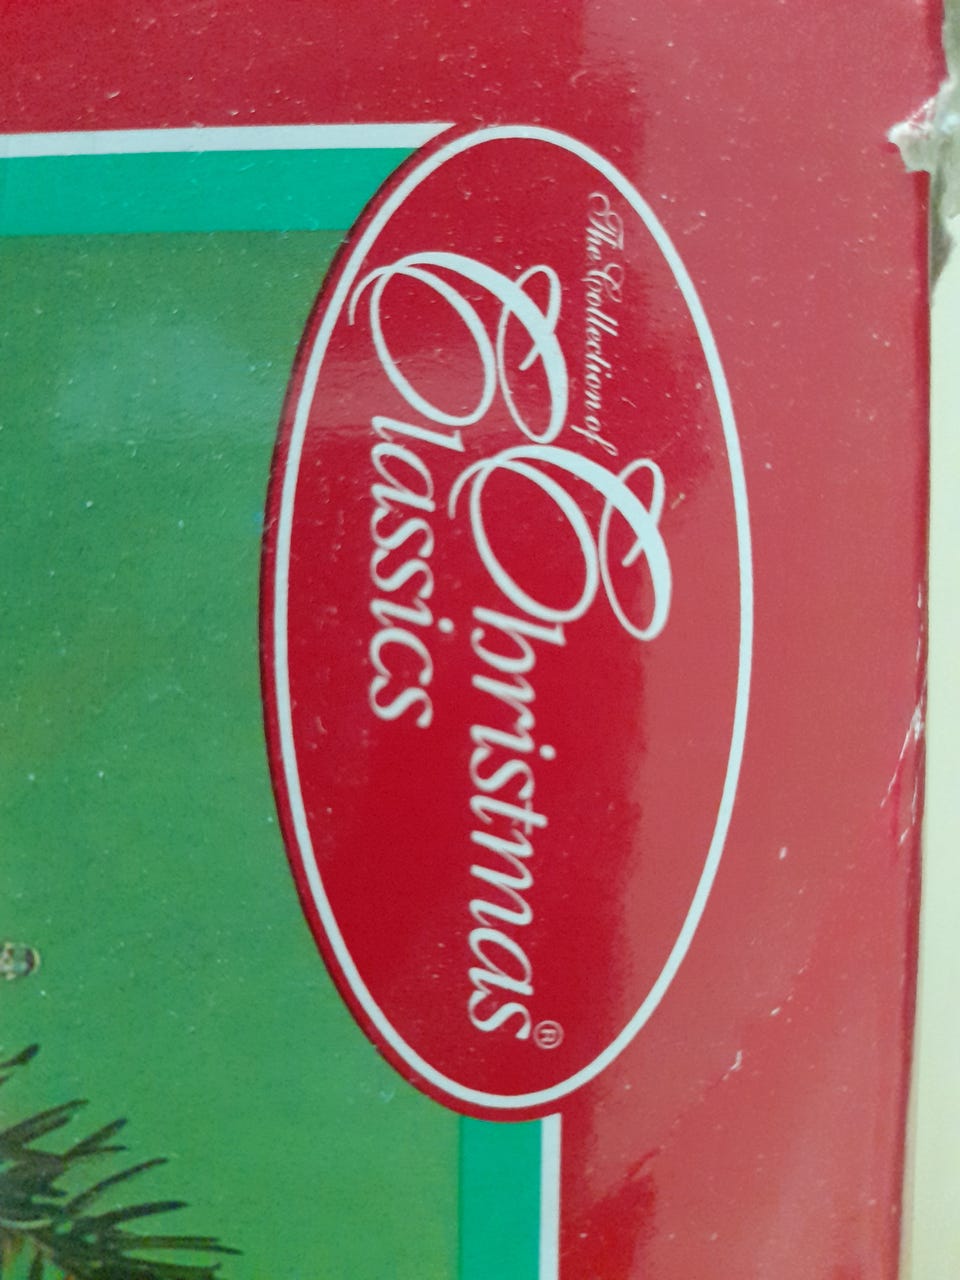 The Collection of
Christmas®
Classics